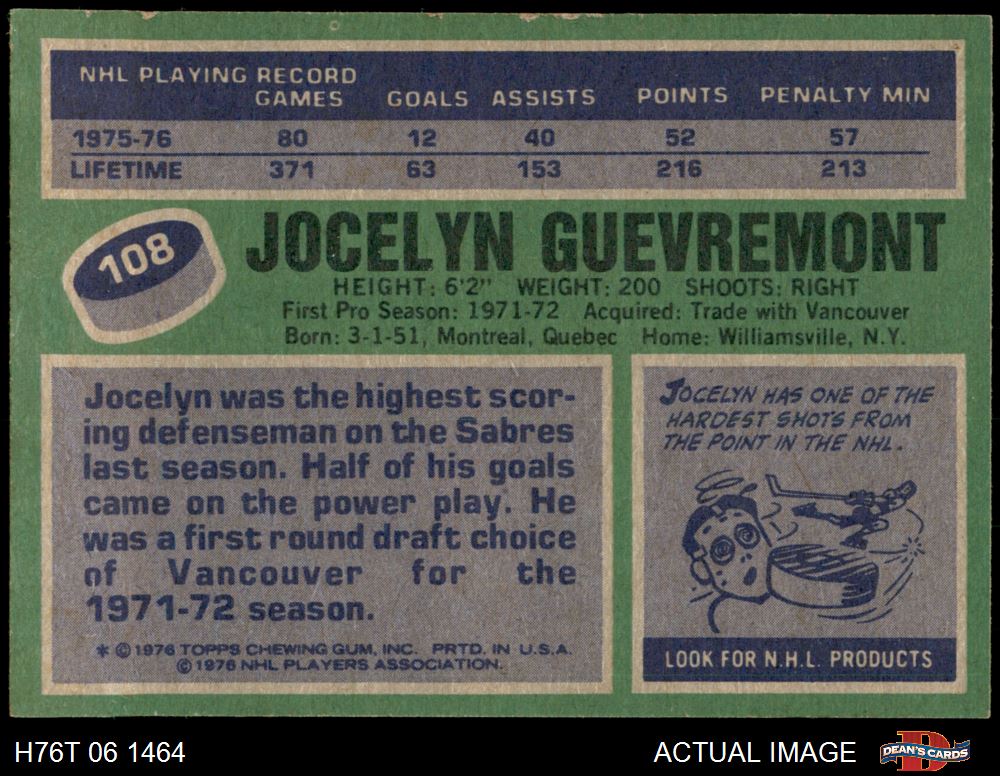 NHL PLAYING RECORD
GAMES GOALS ASSISTS POINTS PENALTY MIN
1975-76 80 12 40 52 57
LIFETIME 371 63 153 216 213
108
JOCELYN GUEVREMONT
HEIGHT: 6'2" WEIGHT: 200 SHOOTS: RIGHT
First Pro Season: 1971-72 Acquired: Trade with Vancouver
Born: 3-1-51, Montreal, Quebec Home: Williamsville, N.Y.
Jocelyn was the highest scor-
ing defenseman on the Sabres
last season. Half of his goals
came on the power play. He
was a first round draft choice
of Vancouver for the
1971-72 season.
* © 1976 TOPPS CHEWING GUM, INC. PRTD. IN U.S.A.
© 1976 NHL PLAYERS ASSOCIATION.
JOCELYN HAS ONE OF THE
HARDEST SHOTS FROM
THE POINT IN THE NHL.
LOOK FOR N.H.L. PRODUCTS
H76T 06 1464
ACTUAL IMAGE
D
DEAN'S CARDS